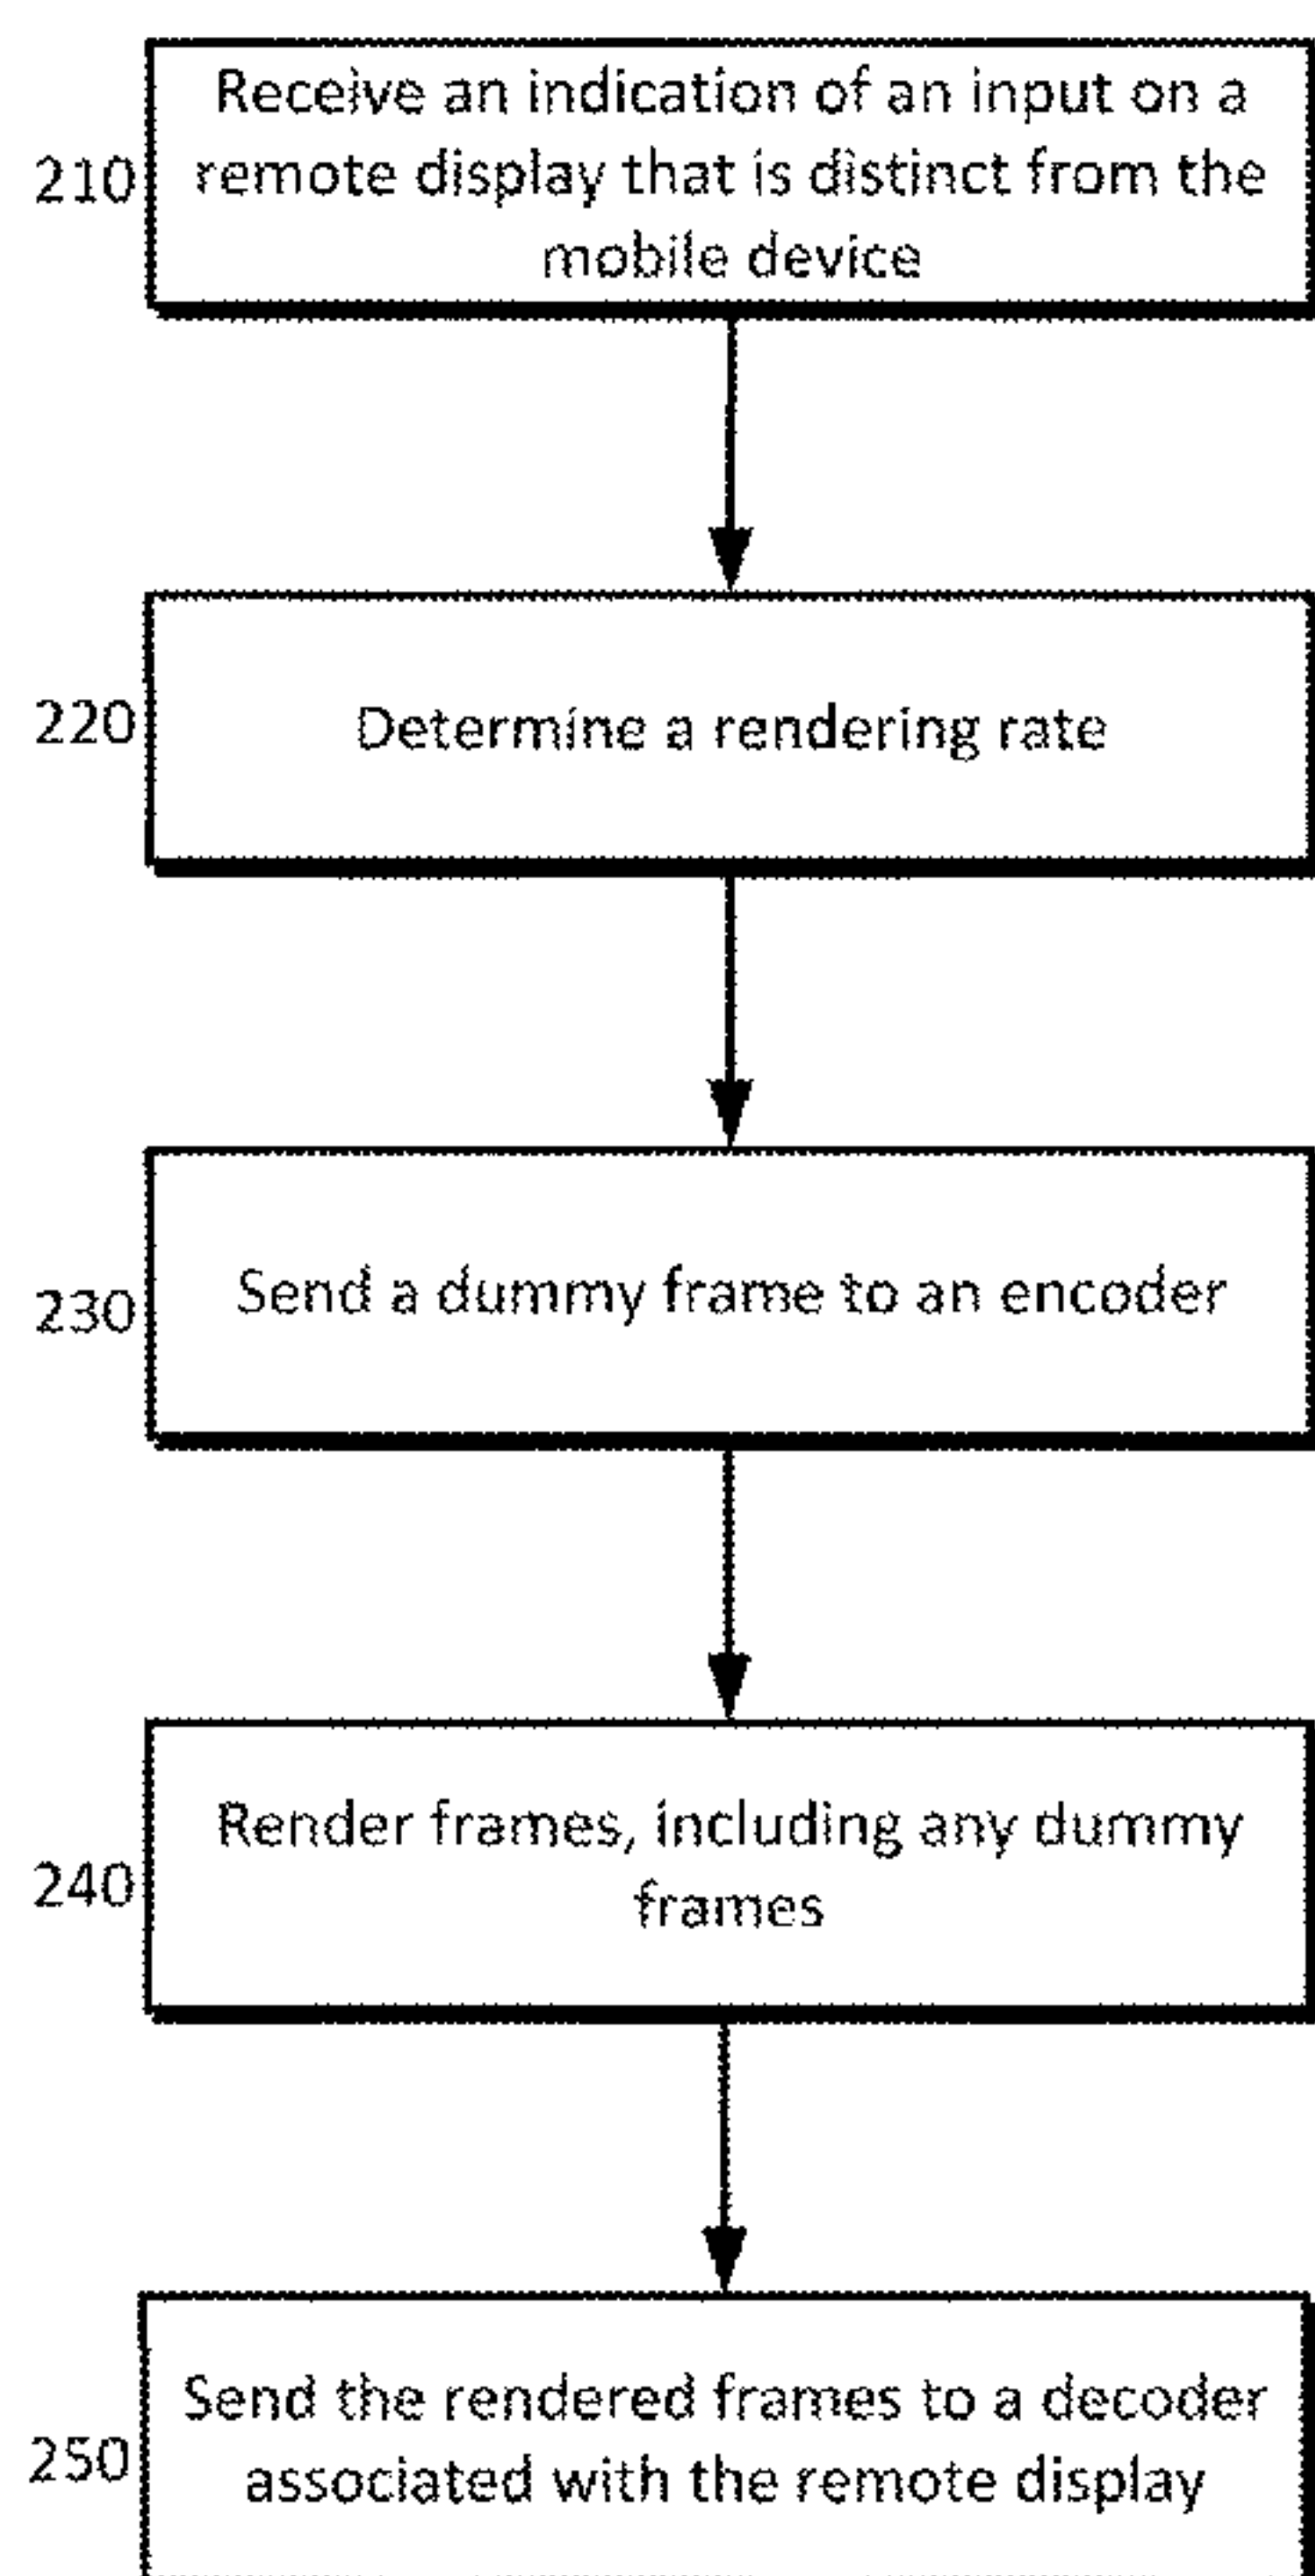 Receive an indication of an input on a
210
remote display that is distinct from the
mobile device
220
Determine a rendering rate
230
Send a dummy frame to an encoder
Render frames, including any dummy
240
frames
Send the rendered frames to a decoder
250
associated with the remote display